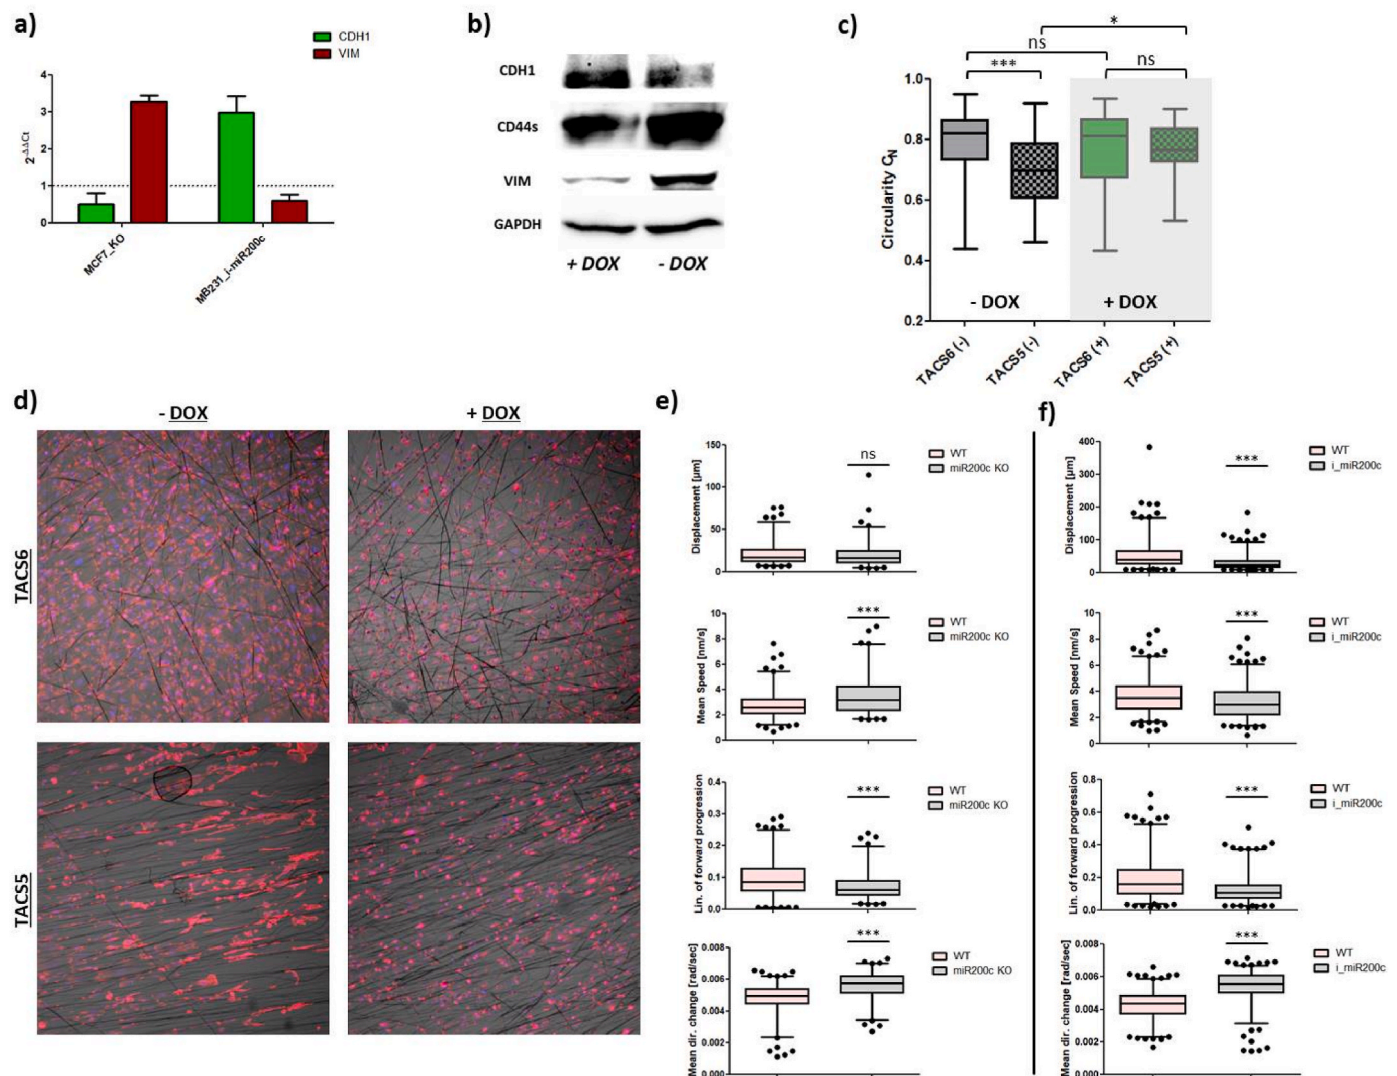 a)
CDH1
VIM
4
3
2
1
0
2^-ΔΔCt
MCF7_KO
MB231_i-miR200c
b)
CDH1
CD44s
VIM
GAPDH
+ DOX - DOX
c)
*
ns
*** ns
1.0
0.8
0.6
0.4
0.2
Circularity C_N
- DOX + DOX
TACS6 (-) TACS5 (-) TACS6 (+) TACS5 (+)
d)
- DOX + DOX
TACS6
TACS5
e)
Displacement [µm]
150
100
50
0
ns
WT
miR200c KO
Mean Speed [nm/s]
10
8
6
4
2
0
***
WT
miR200c KO
Lin. of forward progression
0.4
0.3
0.2
0.1
0.0
***
WT
miR200c KO
Mean dir. change [rad/sec]
0.008
0.006
0.004
0.002
0.000
***
WT
miR200c KO
f)
Displacement [µm]
400
300
200
100
0
***
WT
i_miR200c
Mean Speed [nm/s]
10
8
6
4
2
0
***
WT
i_miR200c
Lin. of forward progression
0.8
0.6
0.4
0.2
0.0
***
WT
i_miR200c
Mean dir. change [rad/sec]
0.008
0.006
0.004
0.002
0.000
***
WT
i_miR200c